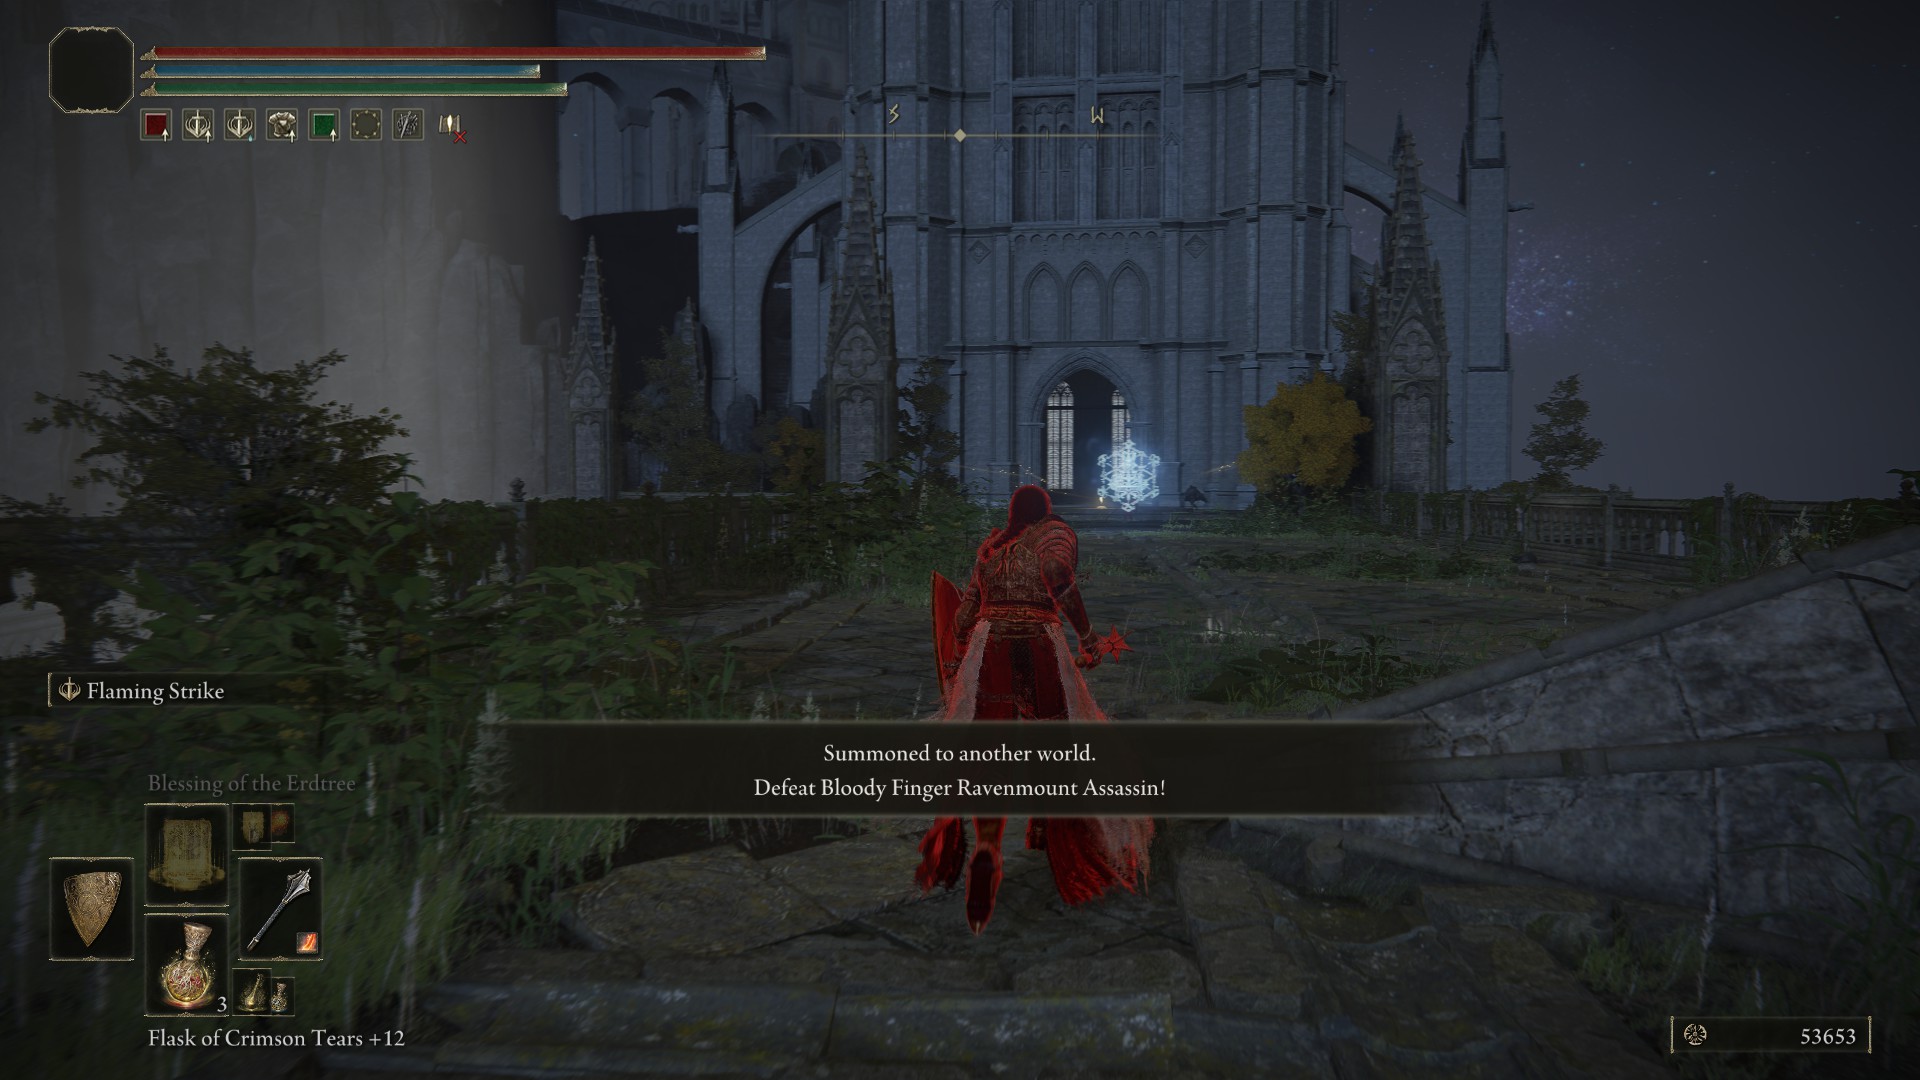 S
W
Flaming Strike
Summoned to another world.
Defeat Bloody Finger Ravenmount Assassin!
Blessing of the Erdtree
3
Flask of Crimson Tears +12
53653